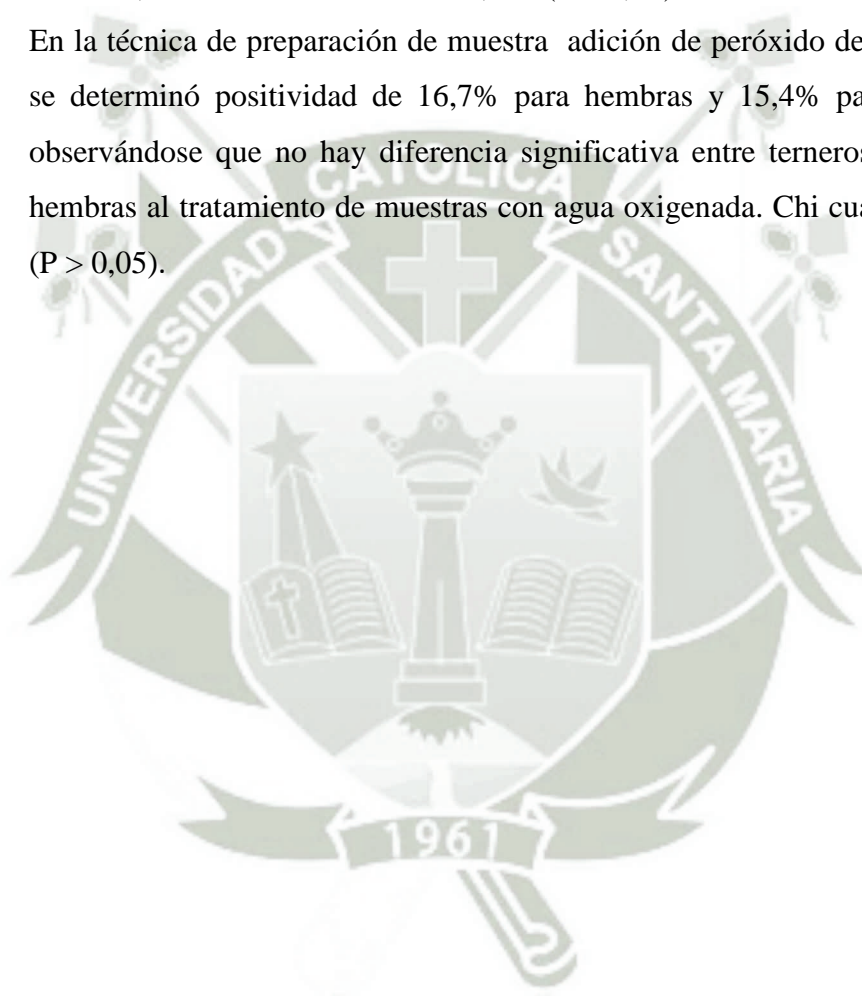 En la técnica de preparación de muestra adición de peróxido de
se determinó positividad de 16,7% para hembras y 15,4% pa
observándose que no hay diferencia significativa entre terneros
hembras al tratamiento de muestras con agua oxigenada. Chi cua
(P > 0,05).
UNIVERSIDAD CATOLICA SANTA MARIA
1961